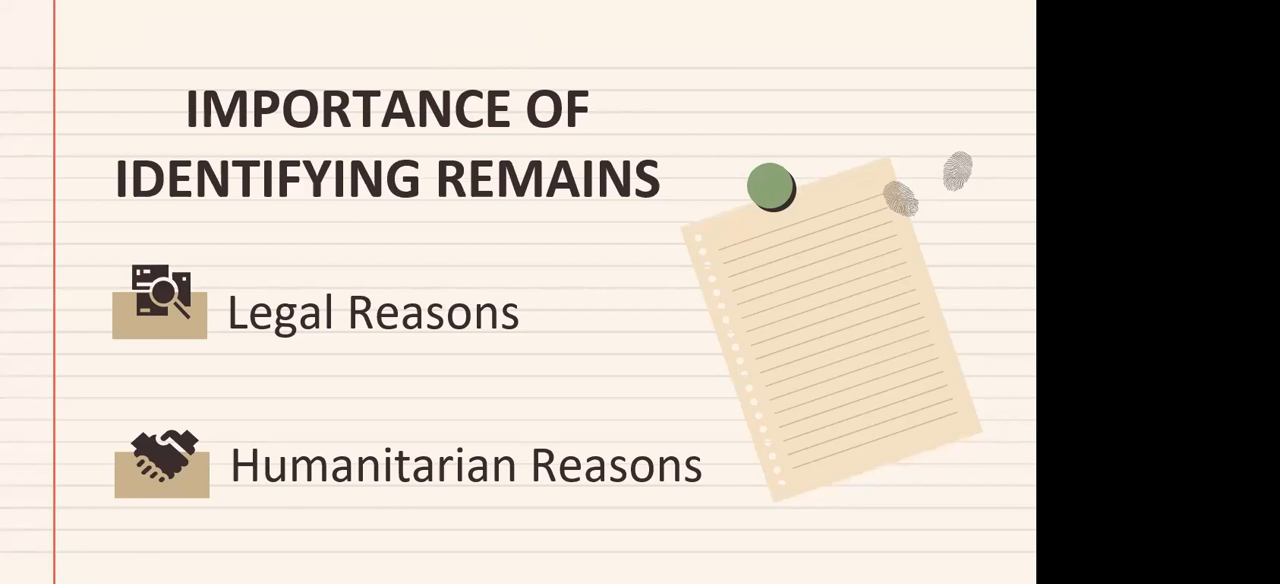 IMPORTANCE OF
IDENTIFYING REMAINS
Legal Reasons
Humanitarian Reasons